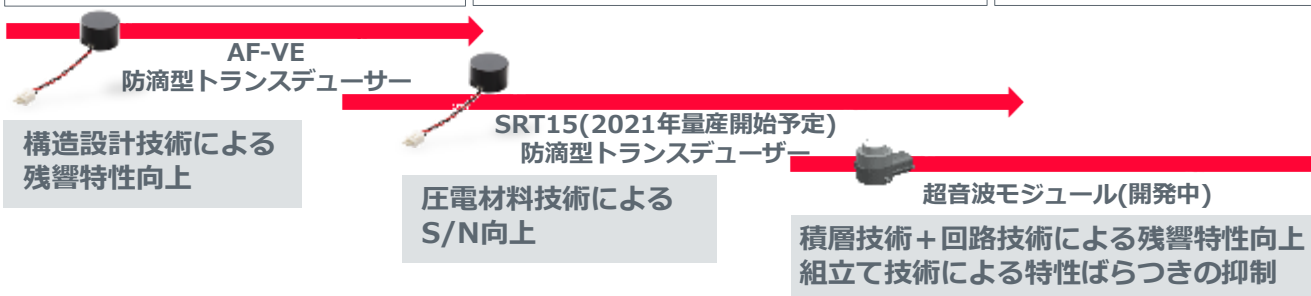 AF-VE
防滴型トランスデューサー
構造設計技術による
残響特性向上
SRT15(2021年量産開始予定)
防滴型トランスデューザー
圧電材料技術による
S/N向上
超音波モジュール(開発中)
積層技術＋回路技術による残響特性向上
組立て技術による特性ばらつきの抑制